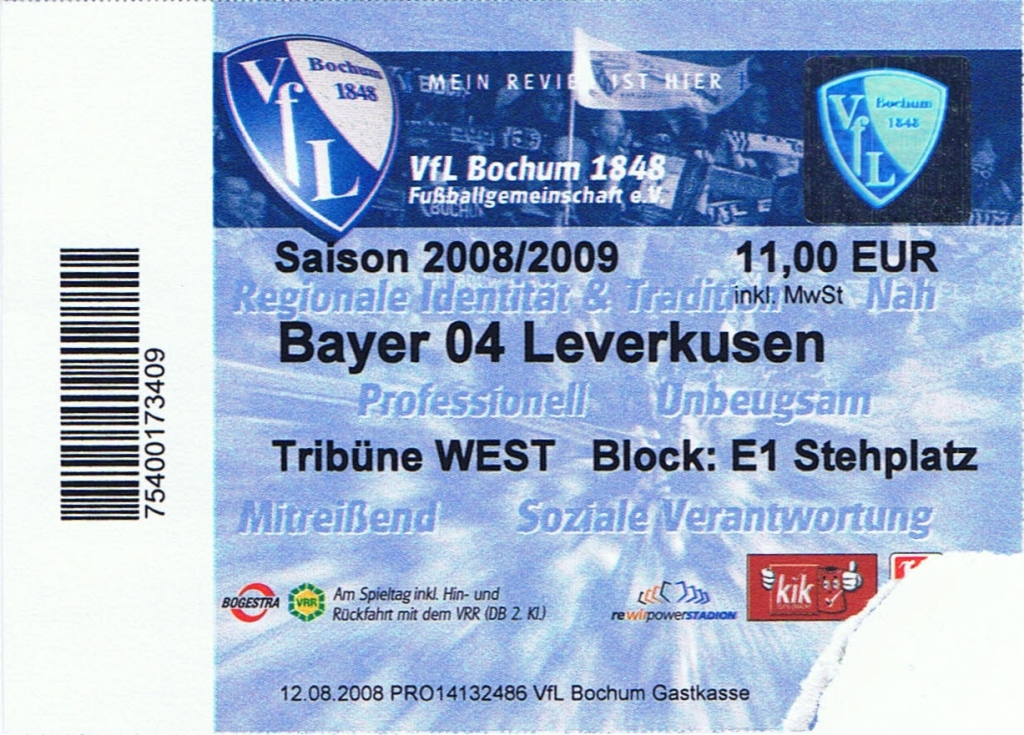 MEIN REVIER IST HIER
VfL
Bochum
1848
VfL
Bochum
1848
VfL Bochum 1848
Fußballgemeinschaft e.V.
Saison 2008/2009 11,00 EUR
inkl. MwSt
Regionale Identität & Tradition Nah
Bayer 04 Leverkusen
Professionell Unbeugsam
Tribüne WEST Block: E1 Stehplatz
Mitreißend Soziale Verantwortung
BOGESTRA
VRR
Am Spieltag inkl. Hin- und
Rückfahrt mit dem VRR (DB 2. Kl.)
rewirpowerSTADION
kik
12.08.2008 PRO14132486 VfL Bochum Gastkasse
75400173409